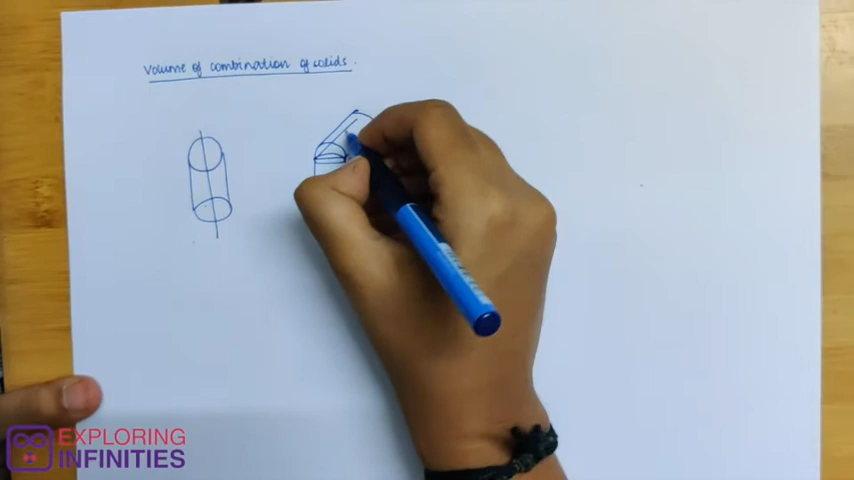 Volume of combination of solids.
EXPLORING
INFINITIES